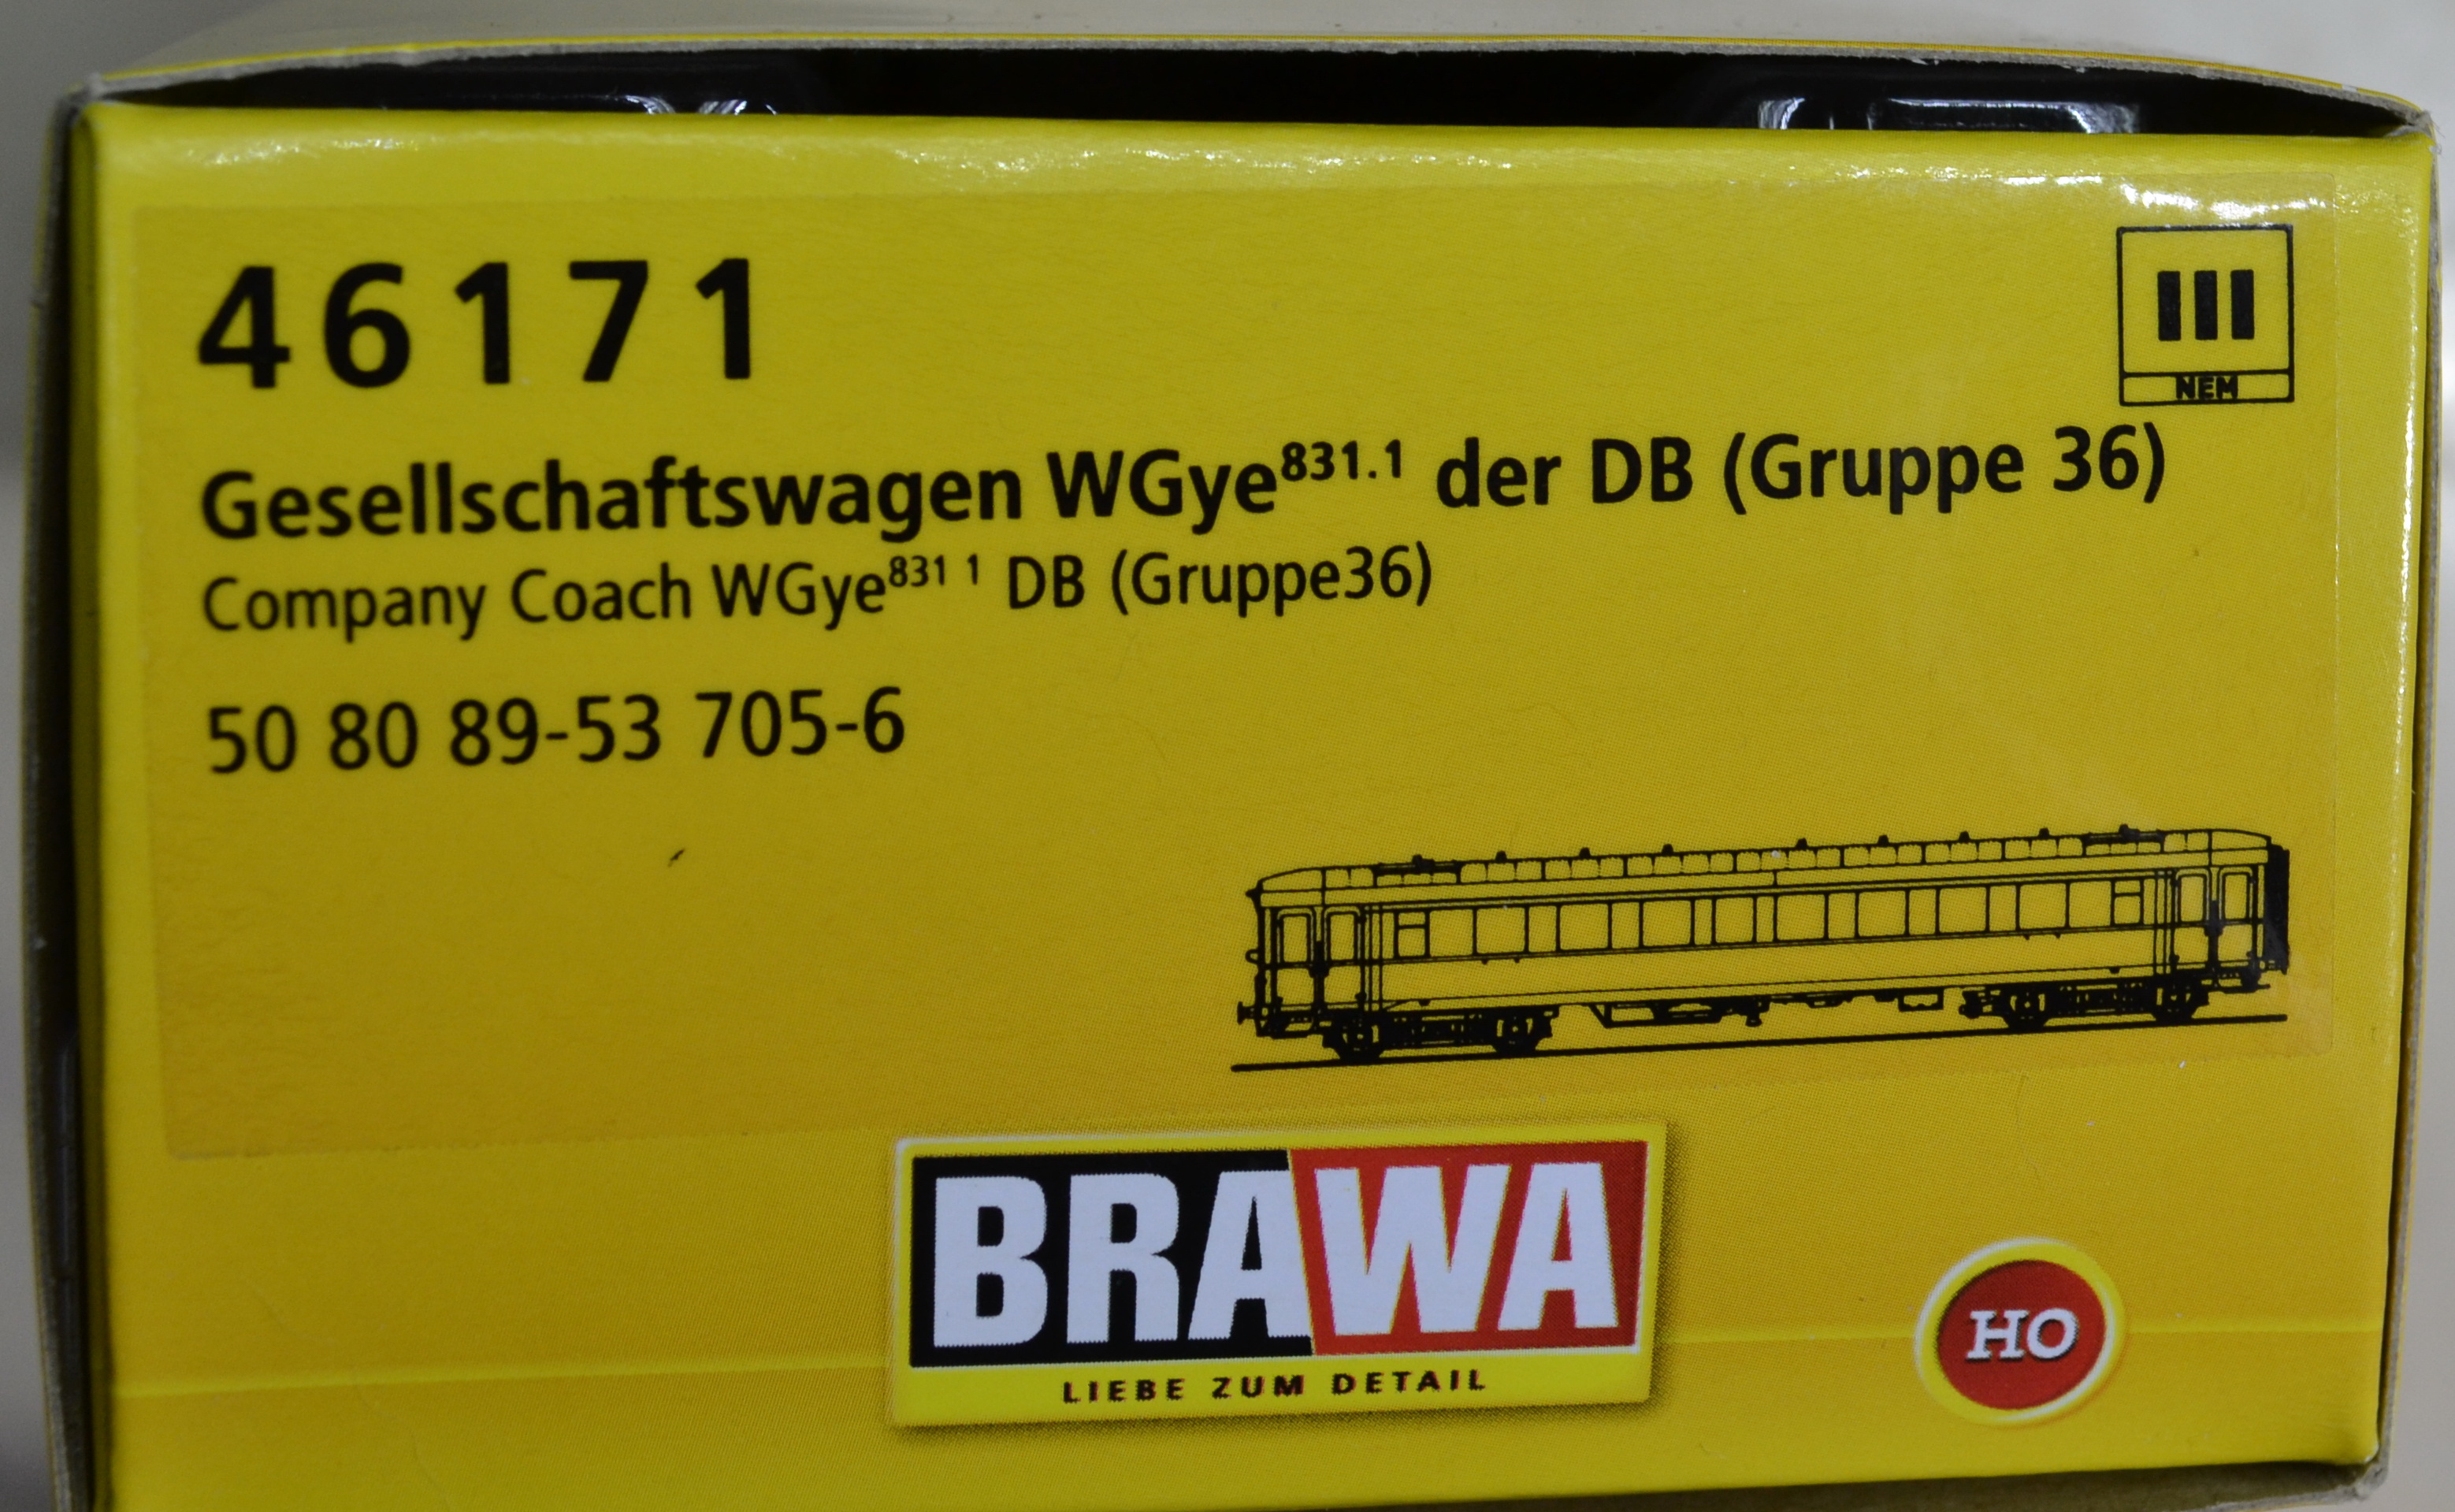 46171
III
NEM
Gesellschaftswagen WGye⁸³¹·¹ der DB (Gruppe 36)
Company Coach WGye⁸³¹ ¹ DB (Gruppe36)
50 80 89-53 705-6
BRAWA
LIEBE ZUM DETAIL
HO